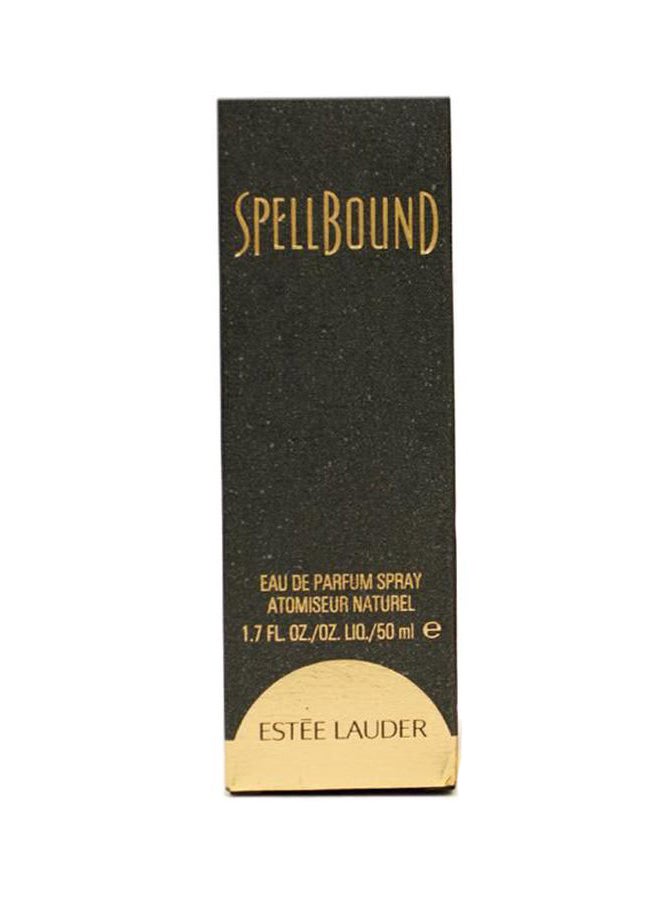 SPELLBOUND
EAU DE PARFUM SPRAY
ATOMISEUR NATUREL
1.7 FL. OZ./OZ. LIQ./50 ml ℮
ESTĒE LAUDER